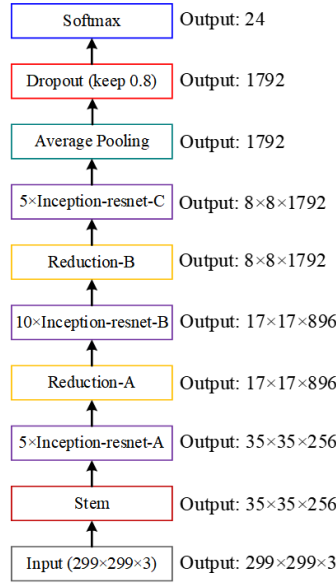 Softmax Output: 24
Dropout (keep 0.8) Output: 1792
Average Pooling Output: 1792
5×Inception-resnet-C Output: 8×8×1792
Reduction-B Output: 8×8×1792
10×Inception-resnet-B Output: 17×17×896
Reduction-A Output: 17×17×896
5×Inception-resnet-A Output: 35×35×256
Stem Output: 35×35×256
Input (299×299×3) Output: 299×299×3